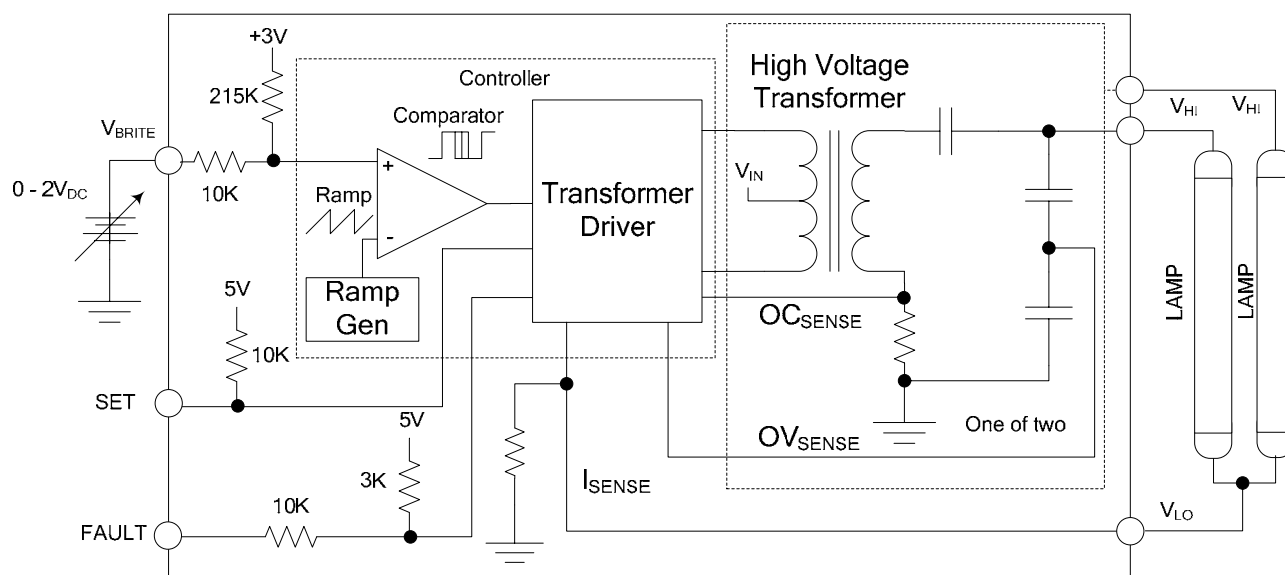 +3V
Controller
High Voltage
Transformer
215K
Comparator
V_BRITE
V_HI
V_HI
+
10K
0 - 2V_DC
Ramp
V_IN
Transformer
Driver
-
Ramp
Gen
5V
OC_SENSE
LAMP
LAMP
10K
SET
5V
One of two
OV_SENSE
3K
I_SENSE
10K
FAULT
V_LO